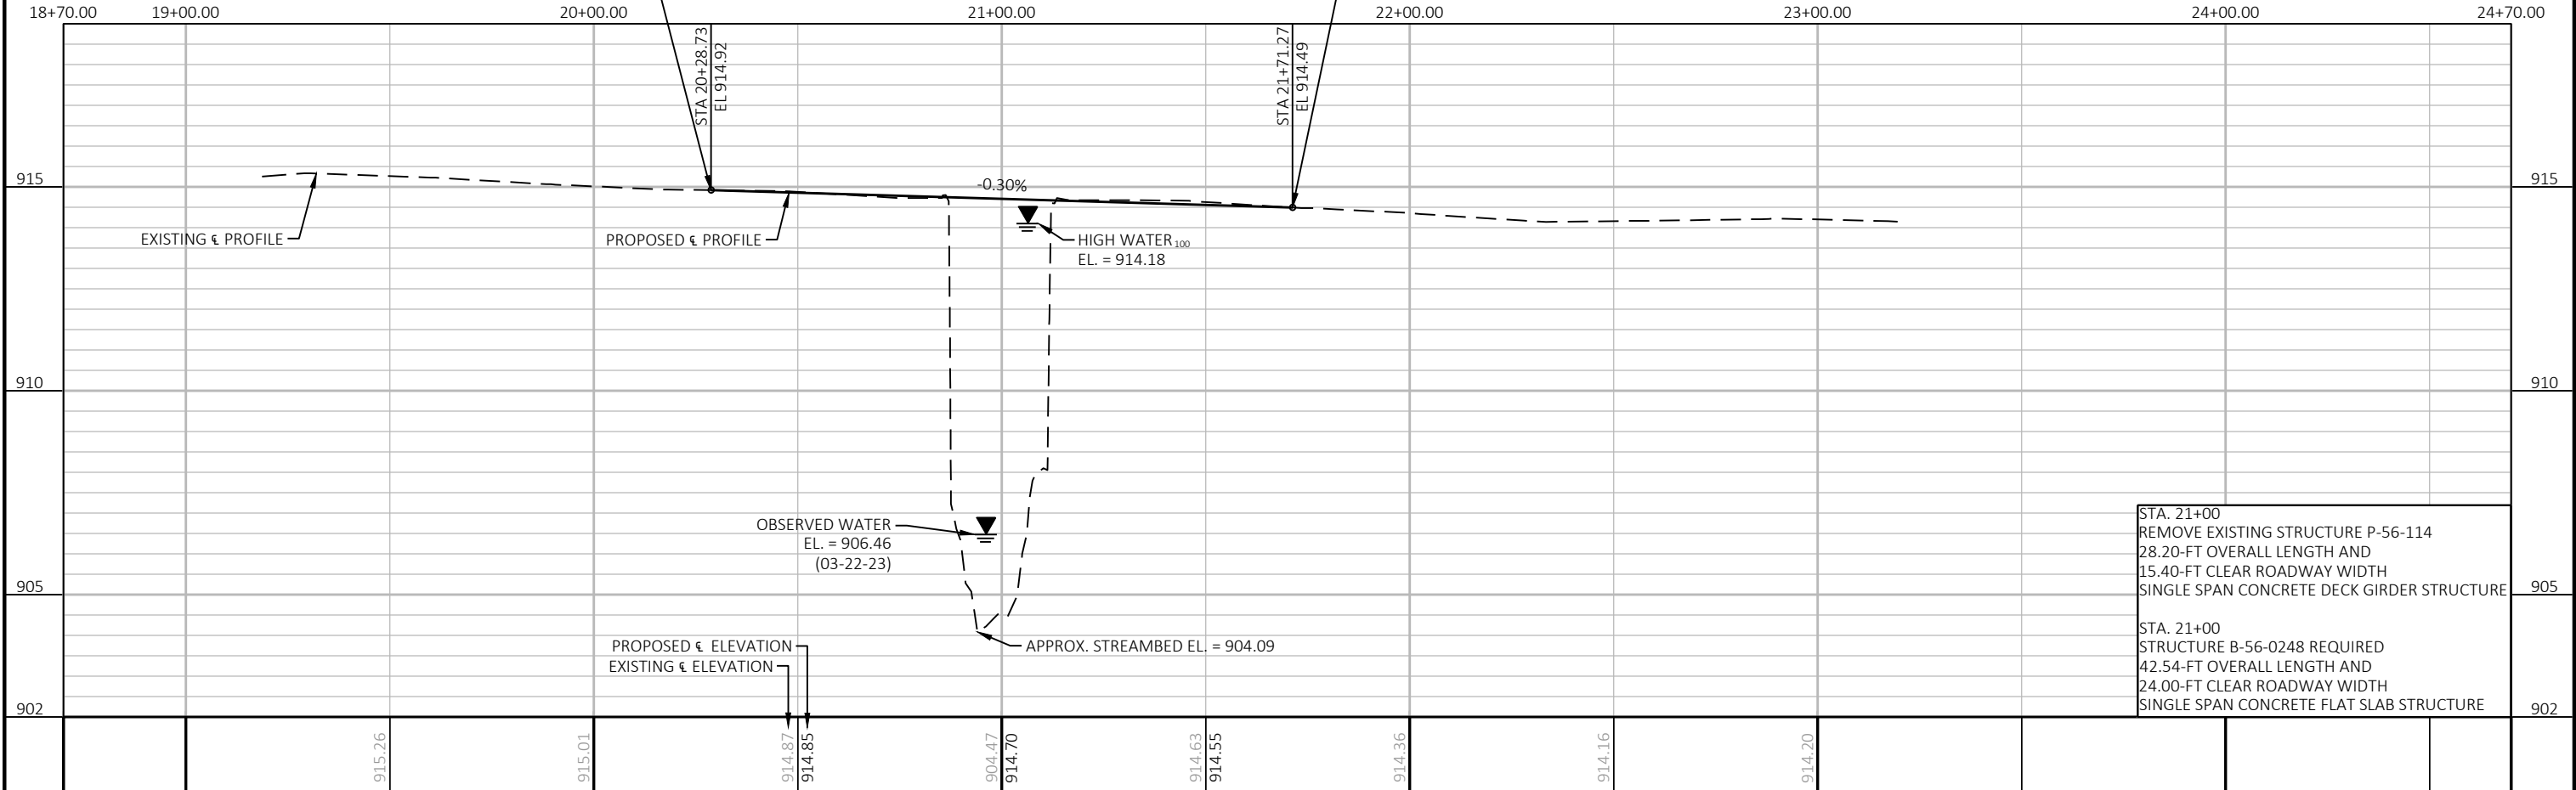 18+70.00
19+00.00
20+00.00
21+00.00
22+00.00
23+00.00
24+00.00
24+70.00
STA 20+28.73
EL 914.92
STA 21+71.27
EL 914.49
915
-0.30%
915
EXISTING ℄ PROFILE
PROPOSED ℄ PROFILE
HIGH WATER₁₀₀
EL. = 914.18
910
910
OBSERVED WATER
EL. = 906.46
(03-22-23)
905
905
APPROX. STREAMBED EL. = 904.09
PROPOSED ℄ ELEVATION
EXISTING ℄ ELEVATION
STA. 21+00
REMOVE EXISTING STRUCTURE P-56-114
28.20-FT OVERALL LENGTH AND
15.40-FT CLEAR ROADWAY WIDTH
SINGLE SPAN CONCRETE DECK GIRDER STRUCTURE
STA. 21+00
STRUCTURE B-56-0248 REQUIRED
42.54-FT OVERALL LENGTH AND
24.00-FT CLEAR ROADWAY WIDTH
SINGLE SPAN CONCRETE FLAT SLAB STRUCTURE
902
902
915.26
915.01
914.87
914.85
904.47
914.70
914.63
914.55
914.36
914.16
914.20